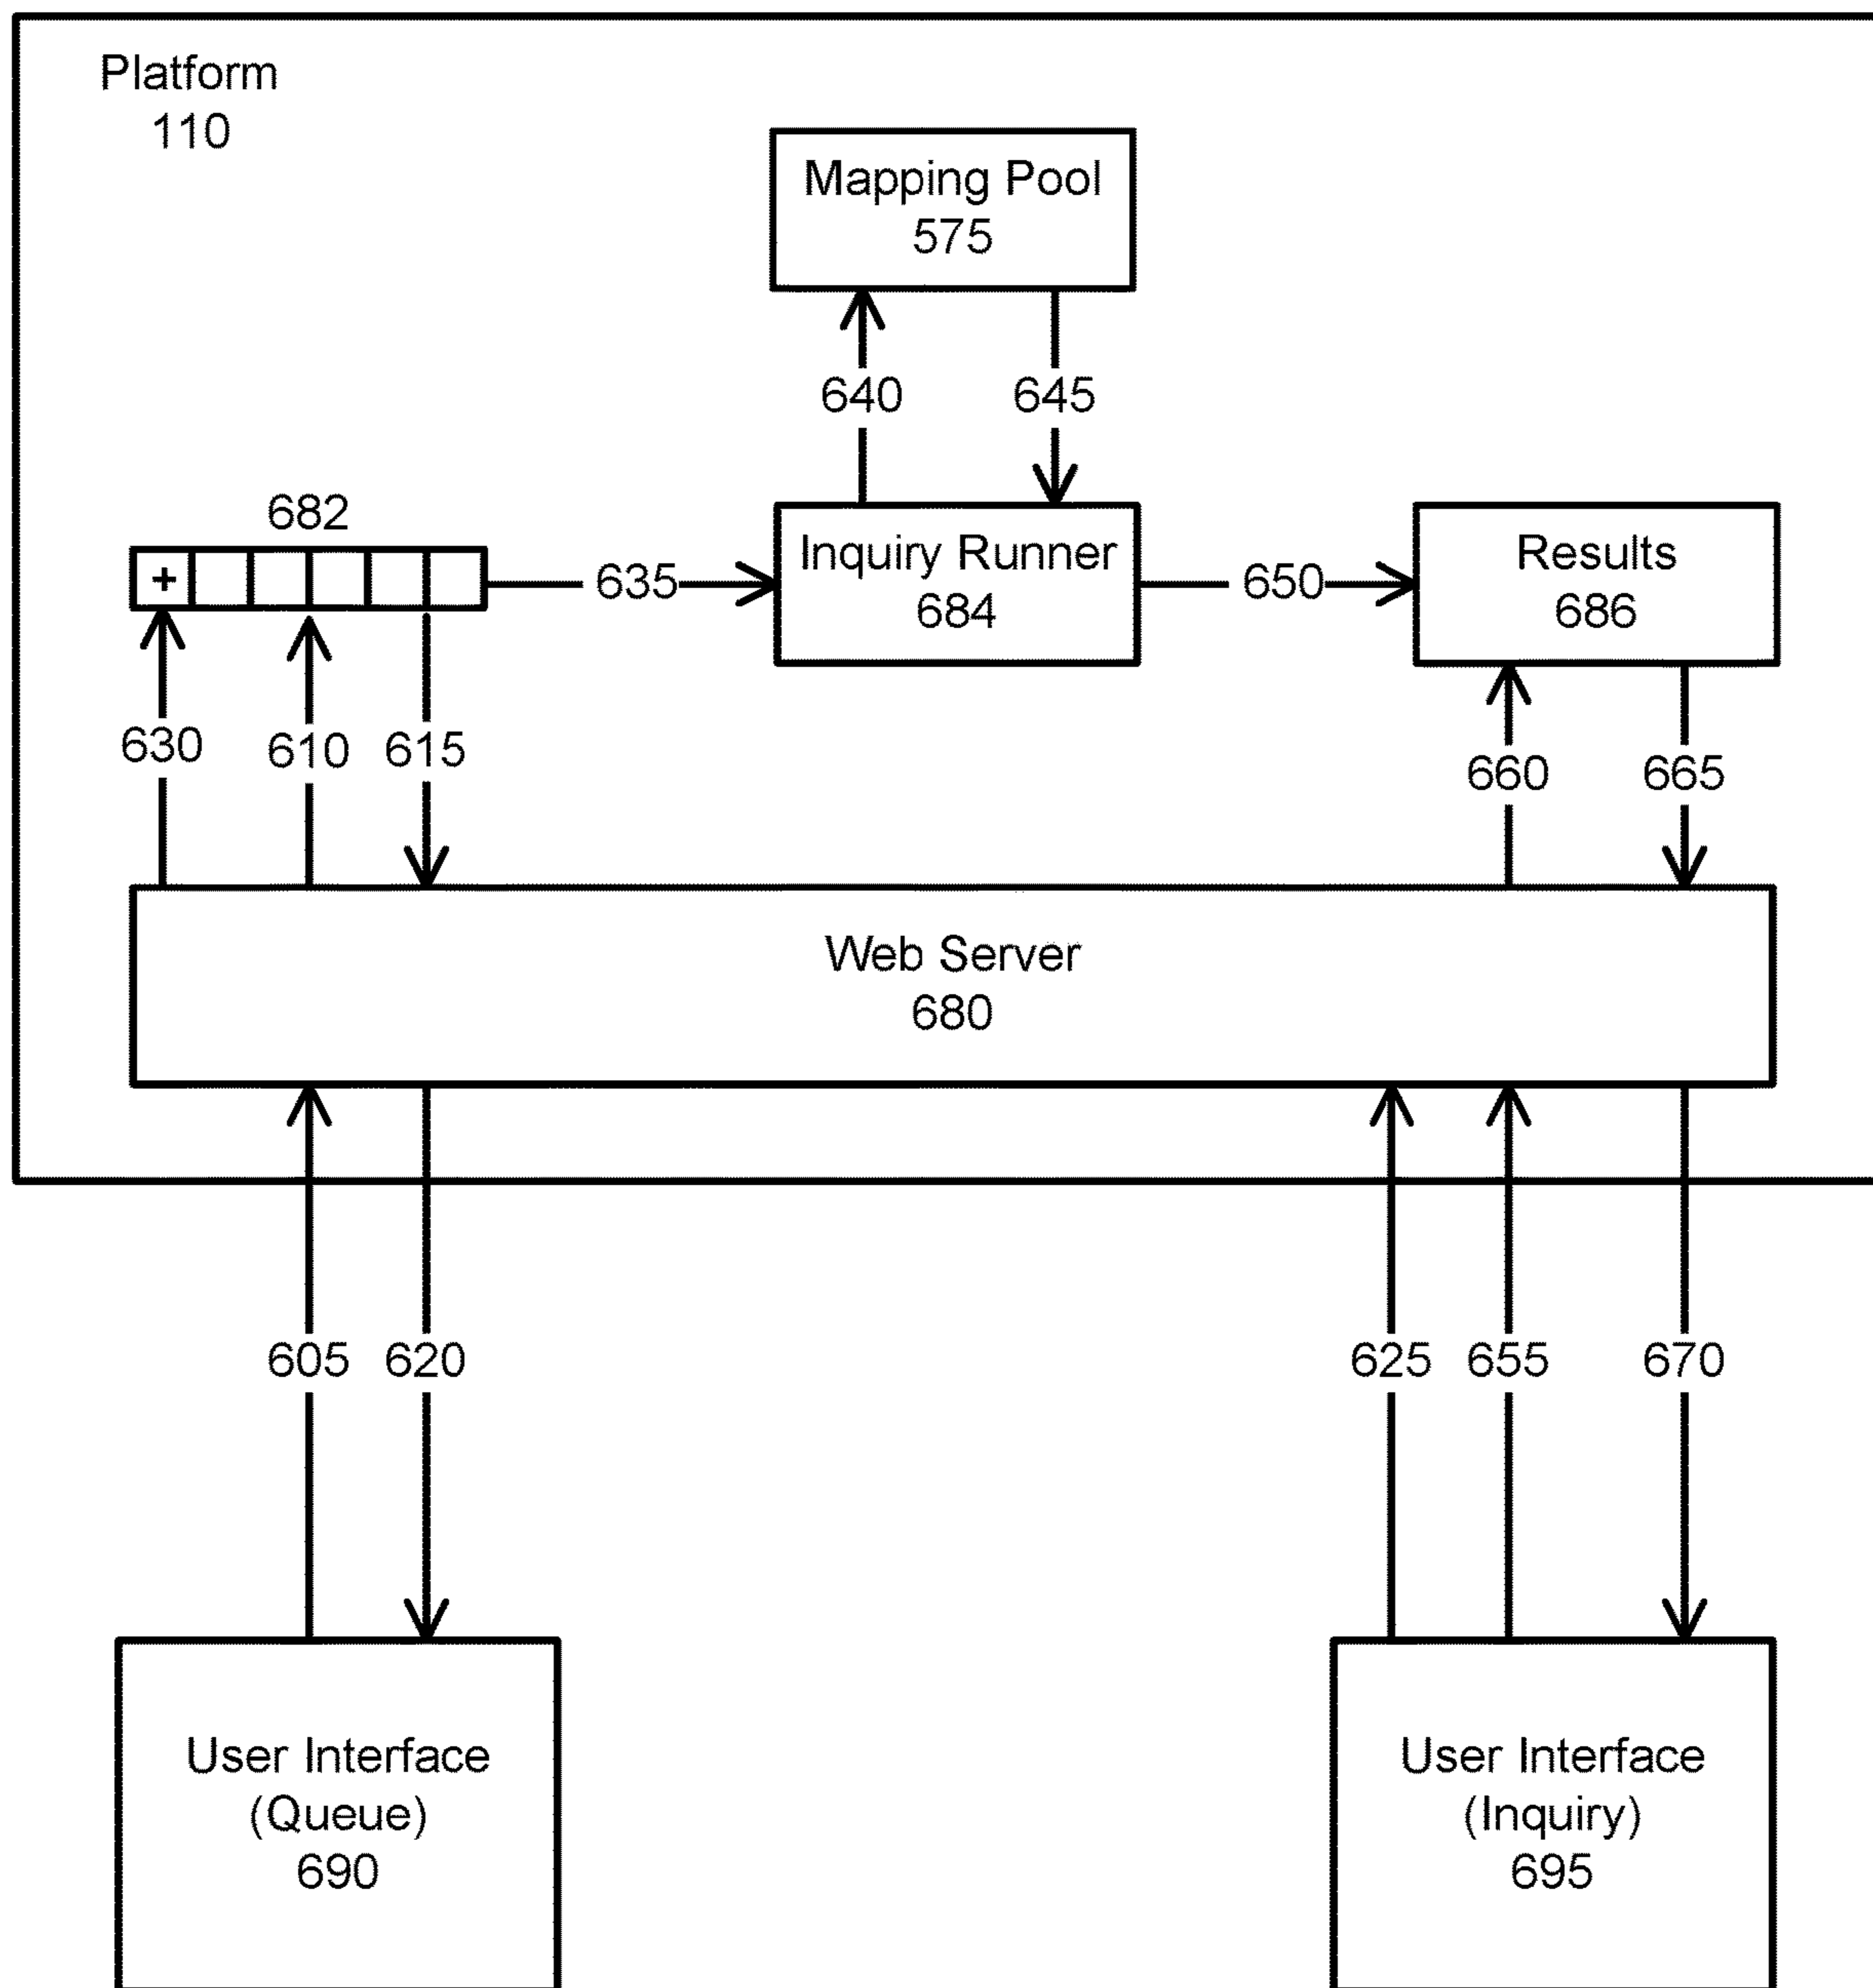 Platform
110
Mapping Pool
575
640 645
682
+
635
Inquiry Runner
684
650
Results
686
630 610 615
660 665
Web Server
680
605 620
625 655 670
User Interface
(Queue)
690
User Interface
(Inquiry)
695